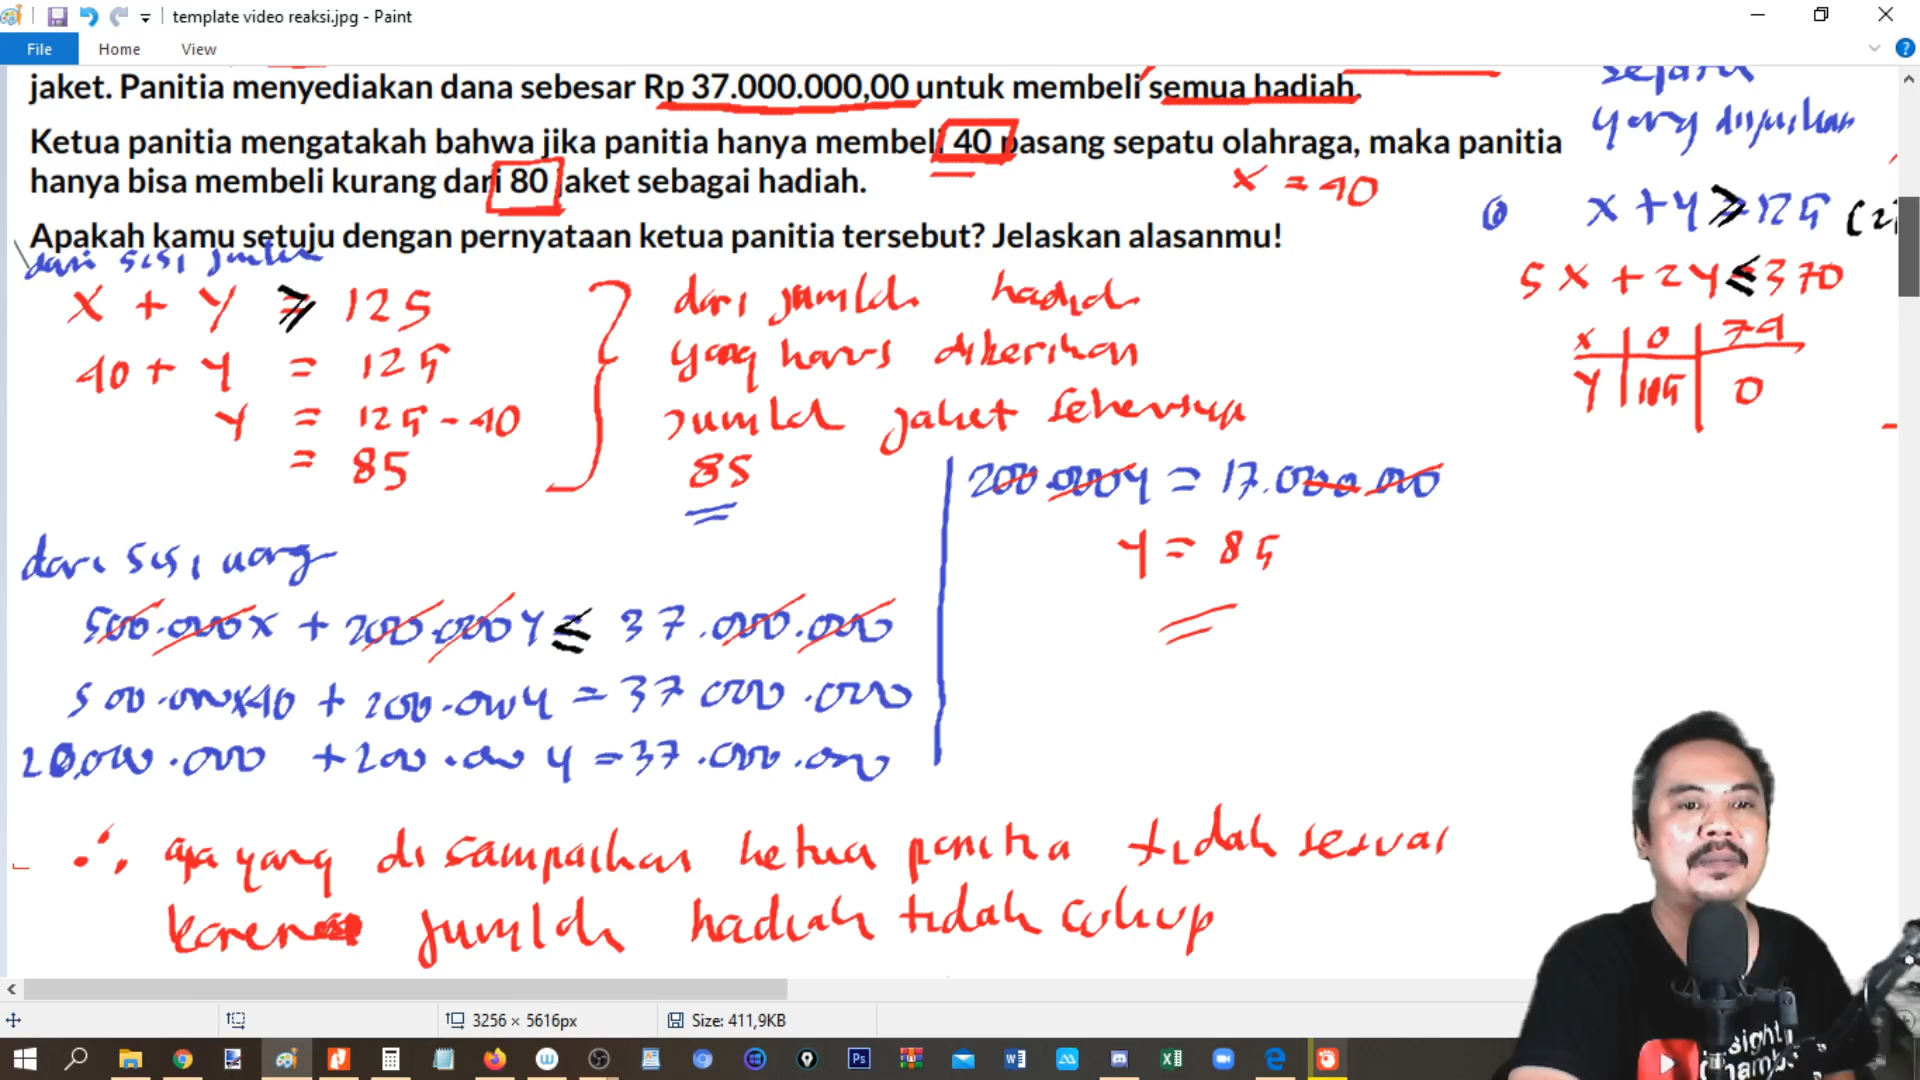 template video reaksi.jpg - Paint
File Home View
jaket. Panitia menyediakan dana sebesar Rp 37.000.000,00 untuk membeli semua hadiah.
Ketua panitia mengatakah bahwa jika panitia hanya membeli 40 pasang sepatu olahraga, maka panitia
hanya bisa membeli kurang dari 80 jaket sebagai hadiah.
x = 40
Apakah kamu setuju dengan pernyataan ketua panitia tersebut? Jelaskan alasanmu!
dari sisi jumlah
x + y ≥ 125
40 + y = 125
y = 125 - 40
= 85
dari jumlah hadiah
yang harus diberikan
jumlah jaket seharusnya
85
dari sisi uang
500.000x + 200.000y ≤ 37.000.000
500.000x40 + 200.000y = 37.000.000
20.000.000 + 200.000 y = 37.000.000
200.000y = 17.000.000
y = 85
∴ apa yang disampaikan ketua panitia tidak sesuai
karena jumlah hadiah tidak cukup
sepatu
yang
x + y ≥ 125
5x + 2y ≤ 370
x 0 74
y 185 0
3256 × 5616px
Size: 411,9KB